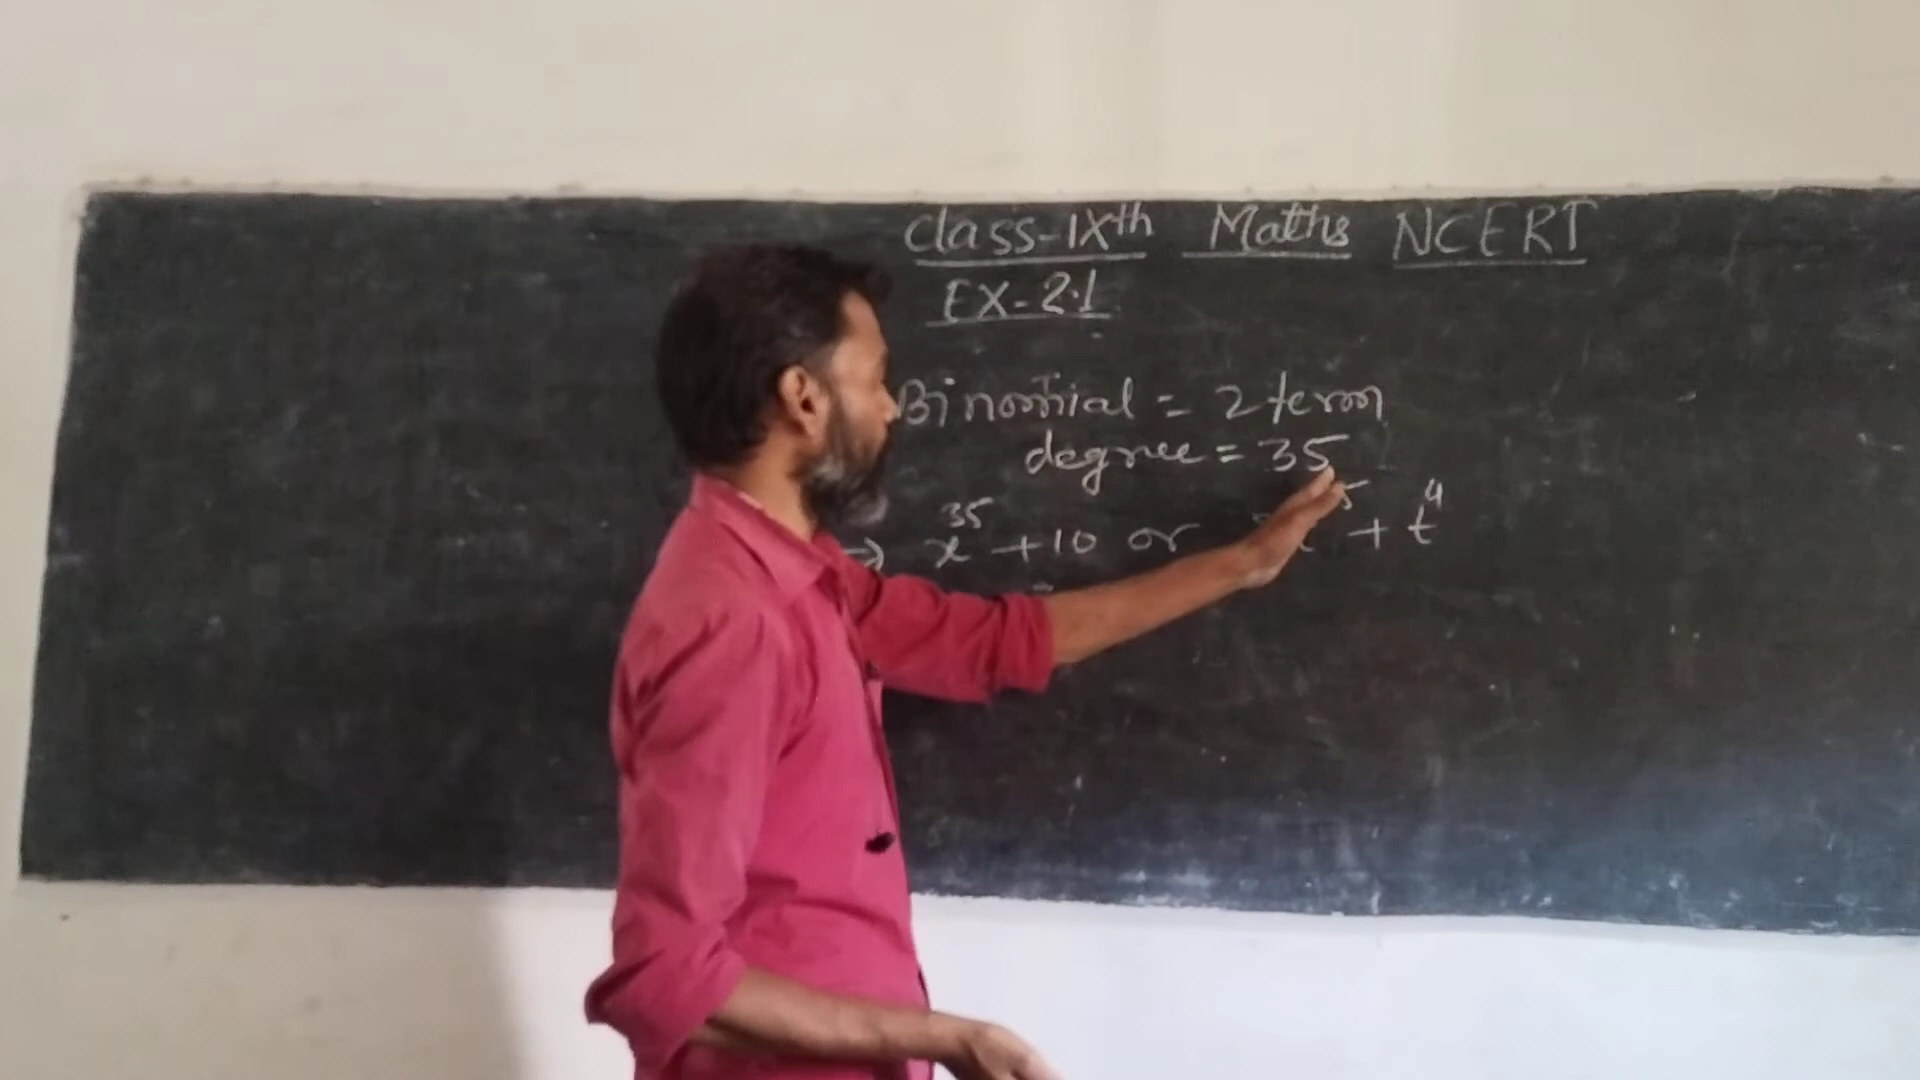 Class-IXth Maths NCERT
EX-2.1
Binomial = 2 term
degree = 35
→ x³⁵ + 10 or + t⁴